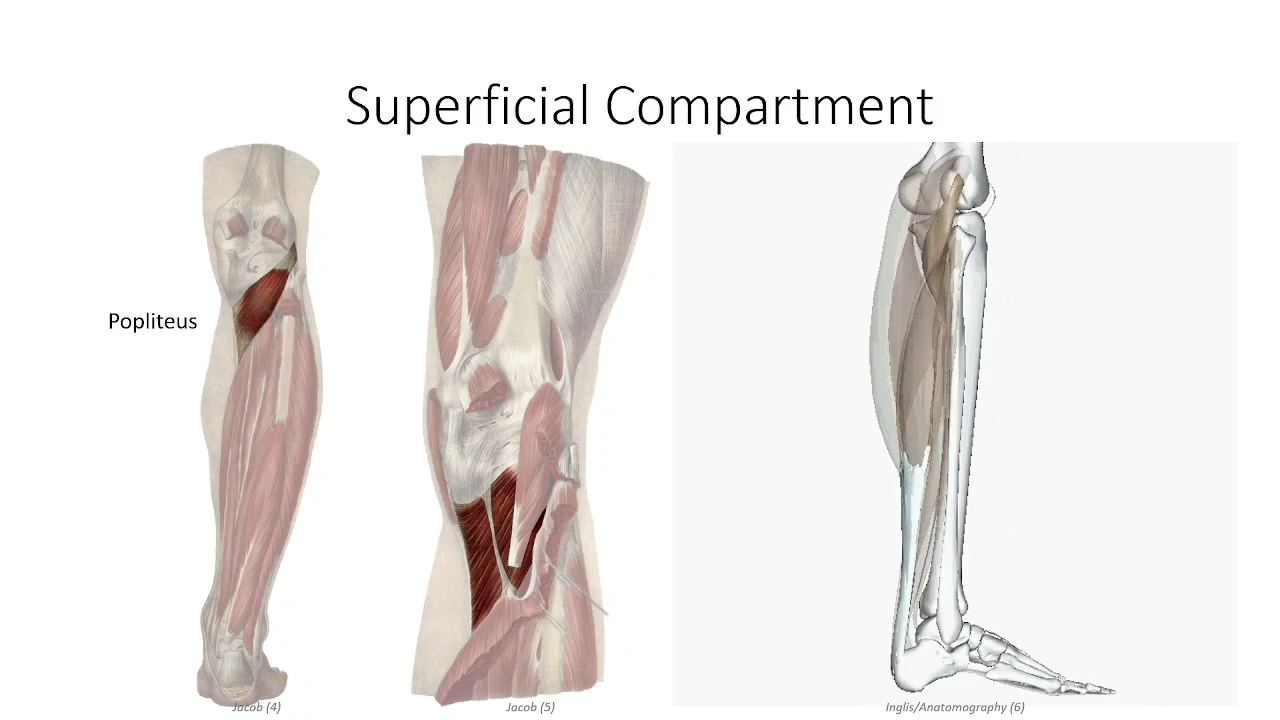 Superficial Compartment
Popliteus
Jacob (4)
Jacob (5)
Inglis/Anatomography (6)